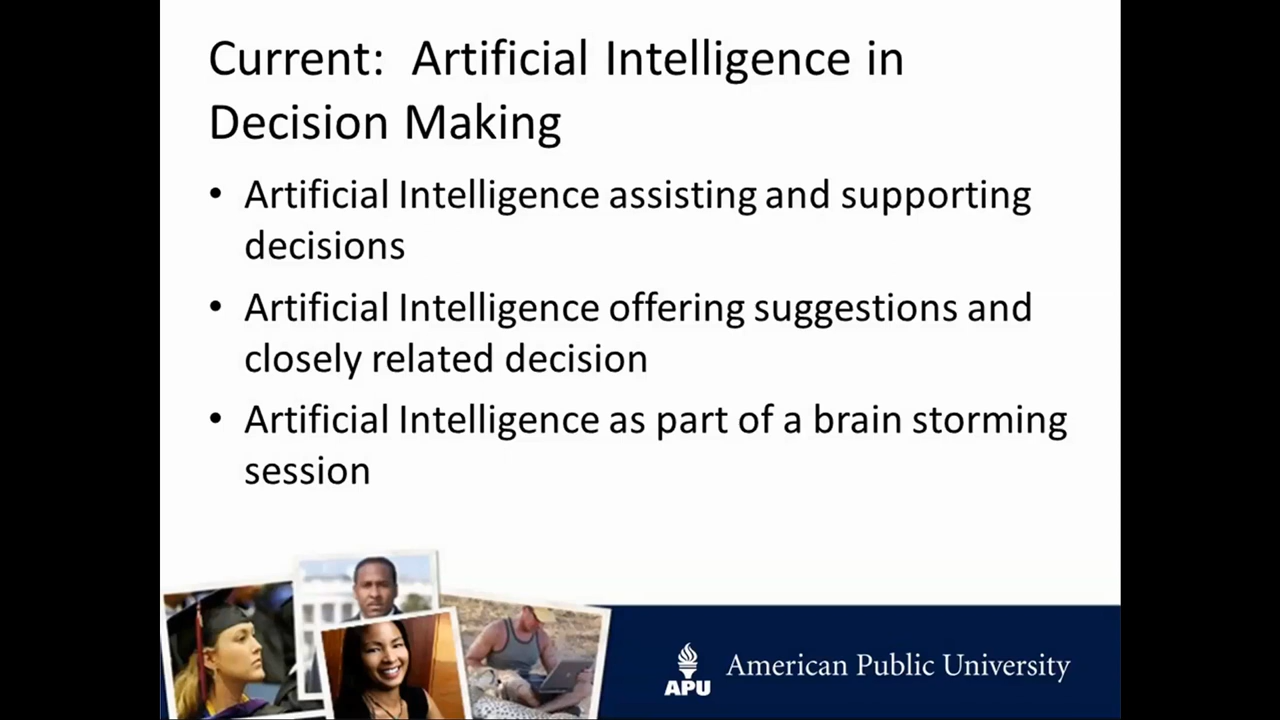 Current:  Artificial Intelligence in
Decision Making
• Artificial Intelligence assisting and supporting
decisions
• Artificial Intelligence offering suggestions and
closely related decision
• Artificial Intelligence as part of a brain storming
session
APU
American Public University